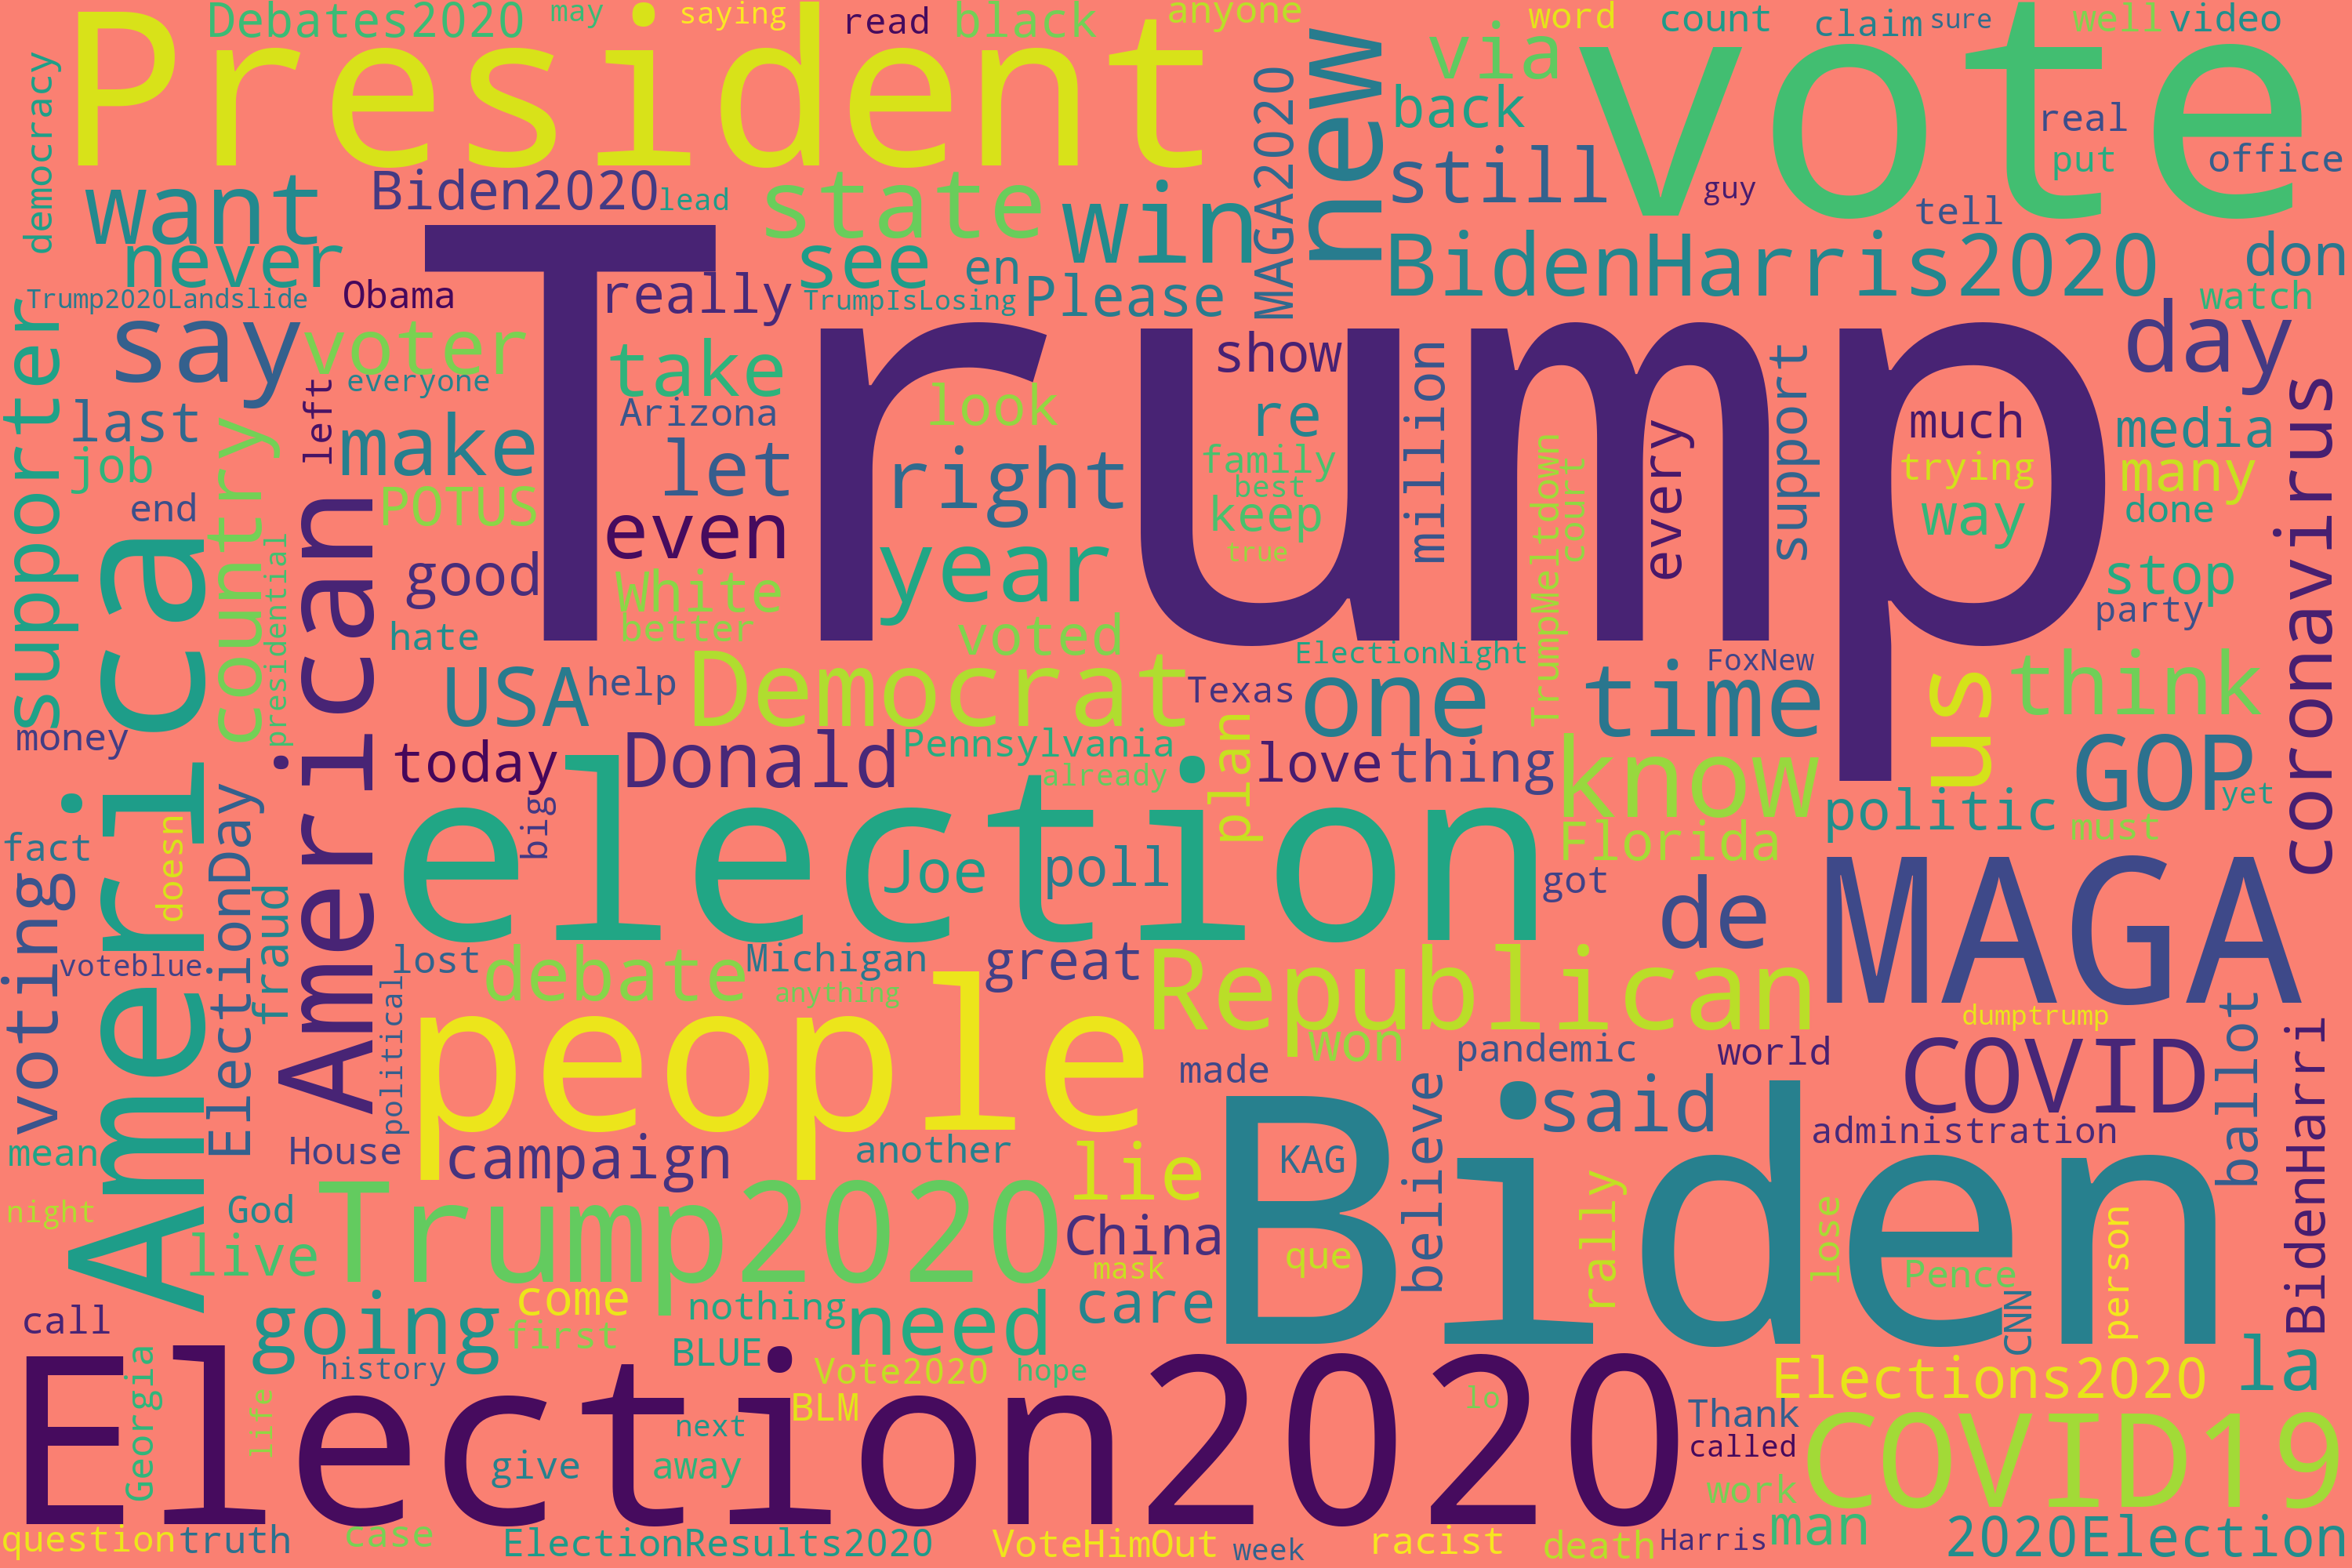 Debates2020
may
saying
read
black
anyone
word
count
claim
sure
well
video
President
vote
via
new
democracy
MAGA2020
back
real
put
office
want
Biden2020
lead
state
win
still
guy
tell
never
see
en
BidenHarris2020
don
Trump2020Landslide
Obama
really
TrumpIsLosing
Please
watch
Trump
supporter
say
voter
take
show
million
support
day
everyone
left
last
country
make
Arizona
look
re
every
much
media
coronavirus
job
let
right
family
TrumpMeltdown
court
trying
many
end
POTUS
even
best
keep
way
done
American
presidential
good
year
true
stop
America
White
better
party
hate
voted
ElectionNight
FoxNew
us
think
USA
help
Democrat
Texas
one
time
money
today
Donald
Pennsylvania
already
plan
love
thing
know
GOP
yet
election
big
Florida
politic
must
fact
doesn
ElectionDay
Joe
poll
got
MAGA
voting
fraud
de
voteblue
lost
debate
Michigan
great
Republican
political
anything
people
won
pandemic
world
dumptrump
ballot
BidenHarri
made
COVID
believe
said
mean
House
campaign
another
lie
KAG
Biden
administration
night
God
Trump2020
China
que
rally
lose
person
live
mask
Pence
CNN
call
going
come
nothing
need
care
first
BLUE
Georgia
history
Vote2020
hope
Elections2020
la
Election2020
life
BLM
lo
Thank
COVID19
next
called
give
away
work
question
truth
case
ElectionResults2020
VoteHimOut
week
racist
death
Harris
man
2020Election